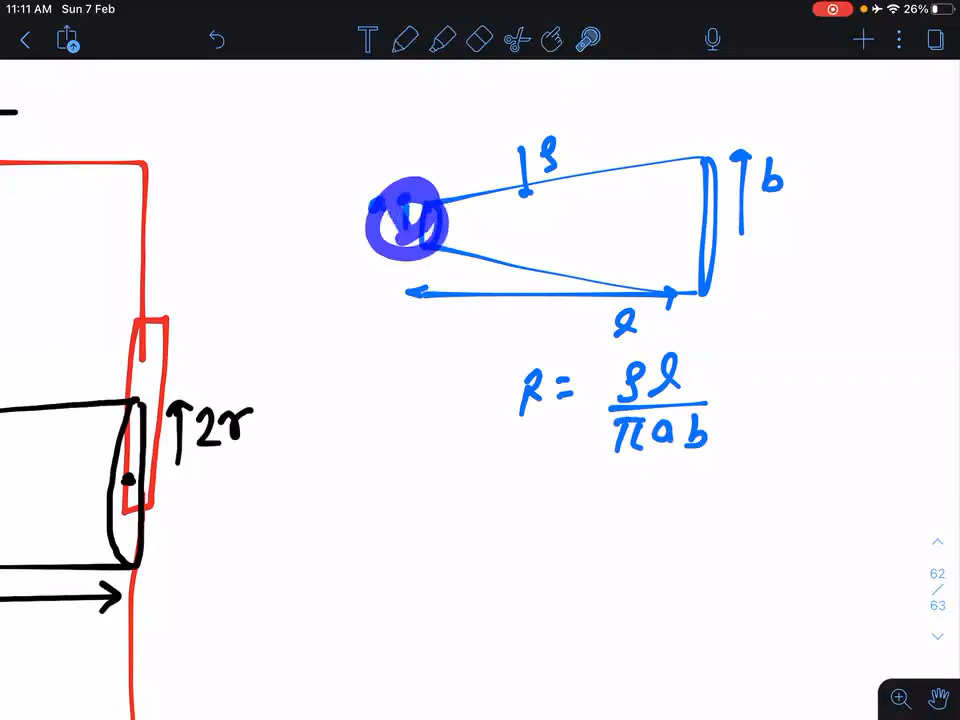 11:11 AM Sun 7 Feb
26%
T
ρ
b
l
R = ρl / πab
2r
62
/
63